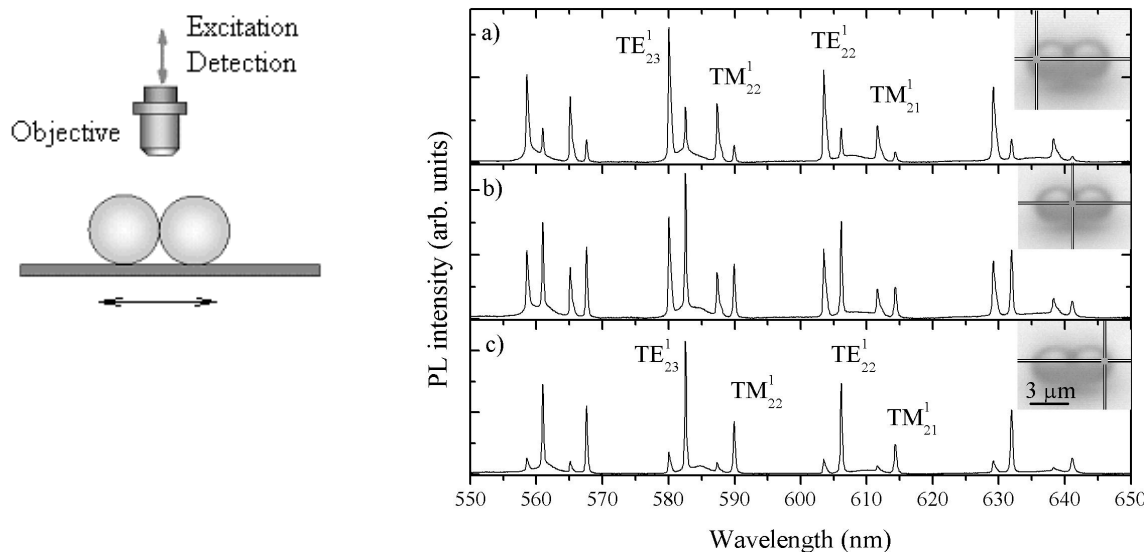 Excitation
Detection
Objective
PL intensity (arb. units)
a)
TE¹₂₃
TM¹₂₂
TE¹₂₂
TM¹₂₁
b)
c)
TE¹₂₃
TM¹₂₂
TE¹₂₂
TM¹₂₁
3 μm
550 560 570 580 590 600 610 620 630 640 650
Wavelength (nm)